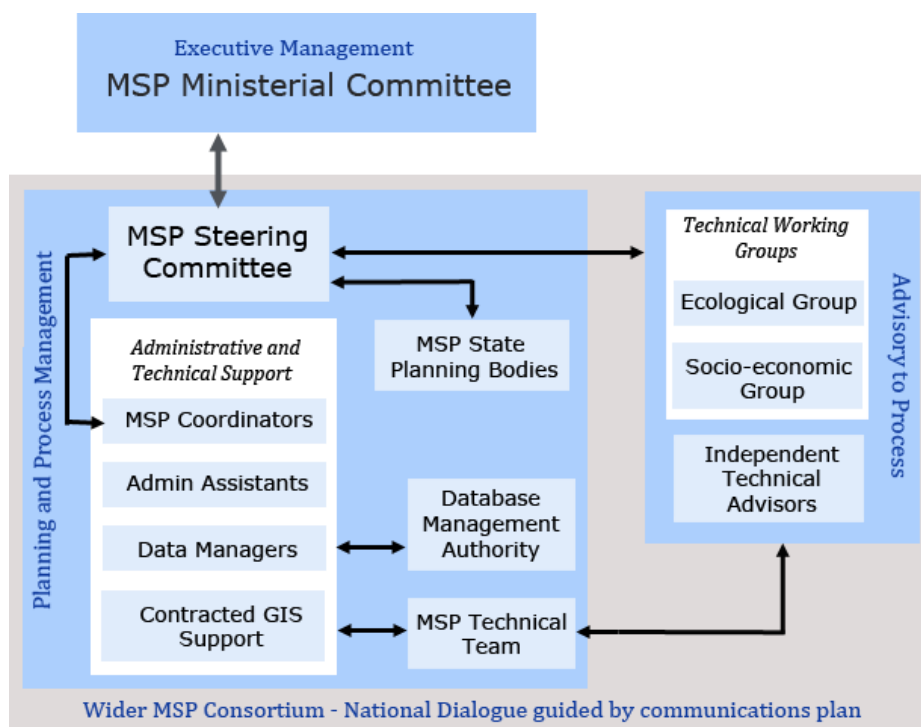 Executive Management
MSP Ministerial Committee
Planning and Process Management
MSP Steering
Committee
MSP State
Planning Bodies
Administrative and
Technical Support
MSP Coordinators
Admin Assistants
Data Managers
Contracted GIS
Support
Database
Management
Authority
MSP Technical
Team
Technical Working
Groups
Ecological Group
Socio-economic
Group
Independent
Technical
Advisors
Advisory to Process
Wider MSP Consortium - National Dialogue guided by communications plan